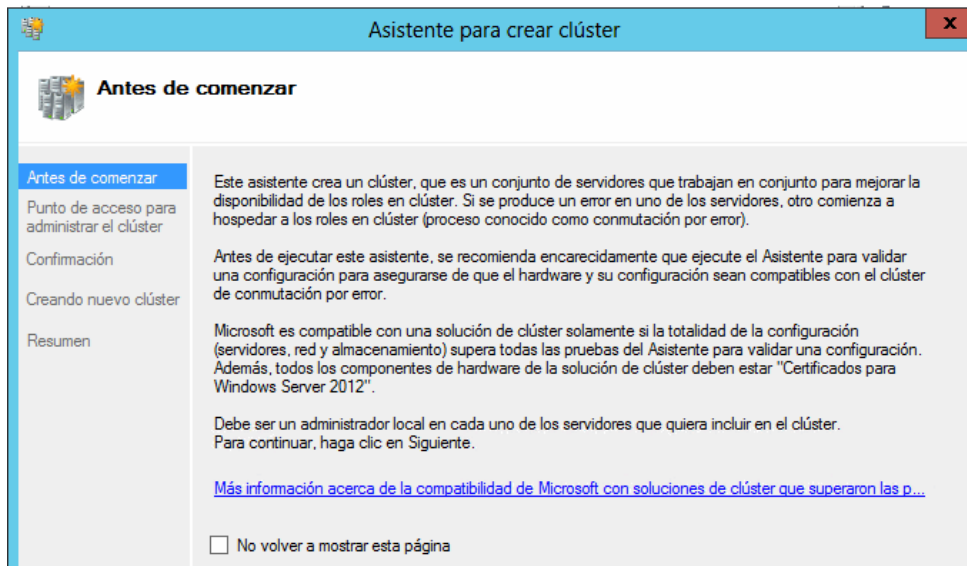 Asistente para crear clúster
x
Antes de comenzar
Antes de comenzar
Punto de acceso para
administrar el clúster
Confirmación
Creando nuevo clúster
Resumen
Este asistente crea un clúster, que es un conjunto de servidores que trabajan en conjunto para mejorar la
disponibilidad de los roles en clúster. Si se produce un error en uno de los servidores, otro comienza a
hospedar a los roles en clúster (proceso conocido como conmutación por error).
Antes de ejecutar este asistente, se recomienda encarecidamente que ejecute el Asistente para validar
una configuración para asegurarse de que el hardware y su configuración sean compatibles con el clúster
de conmutación por error.
Microsoft es compatible con una solución de clúster solamente si la totalidad de la configuración
(servidores, red y almacenamiento) supera todas las pruebas del Asistente para validar una configuración.
Además, todos los componentes de hardware de la solución de clúster deben estar "Certificados para
Windows Server 2012".
Debe ser un administrador local en cada uno de los servidores que quiera incluir en el clúster.
Para continuar, haga clic en Siguiente.
Más información acerca de la compatibilidad de Microsoft con soluciones de clúster que superaron las p...
No volver a mostrar esta página